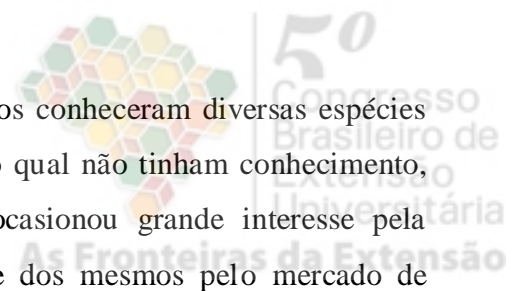 5º
Congresso
Brasileiro de
Extensão
Universitária
As Fronteiras da Extensão
os conheceram diversas espécies
qual não tinham conhecimento,
ocasionou grande interesse pela
dos mesmos pelo mercado de